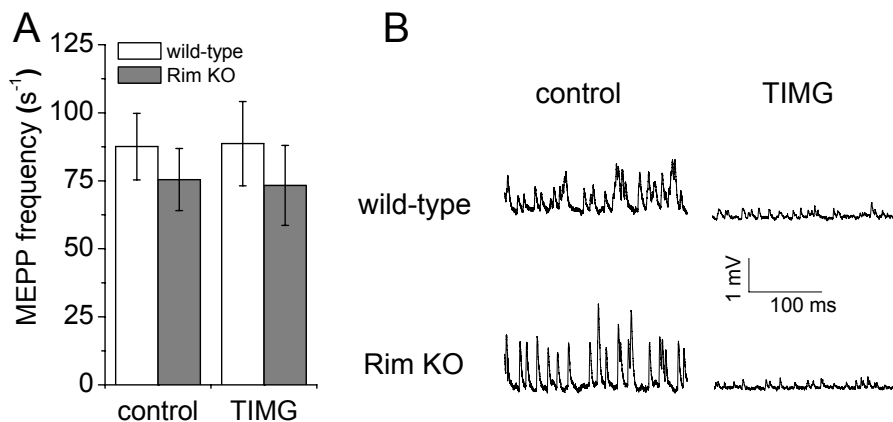 A
MEPP frequency (s⁻¹)
125
100
75
50
25
0
wild-type
Rim KO
control
TIMG
B
control
TIMG
wild-type
Rim KO
1 mV
100 ms